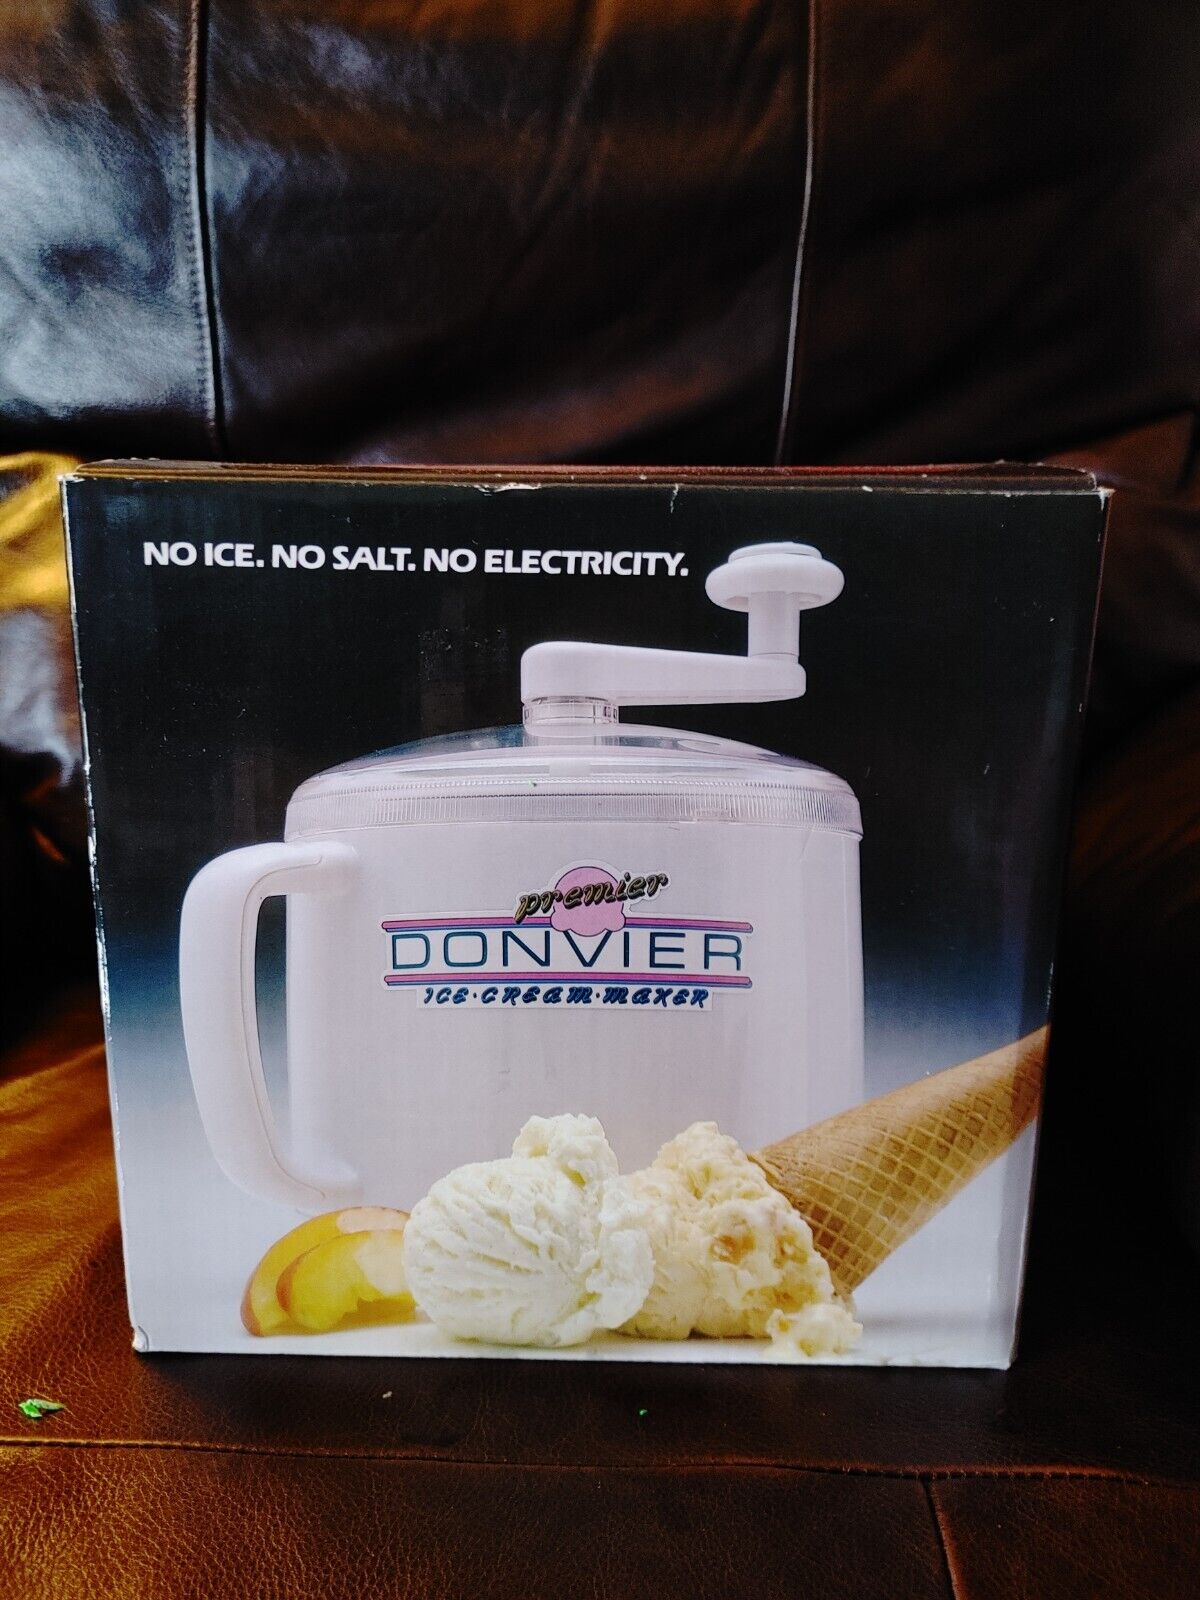 NO ICE. NO SALT. NO ELECTRICITY.
premier
DONVIER
ICE·CREAM·MAKER